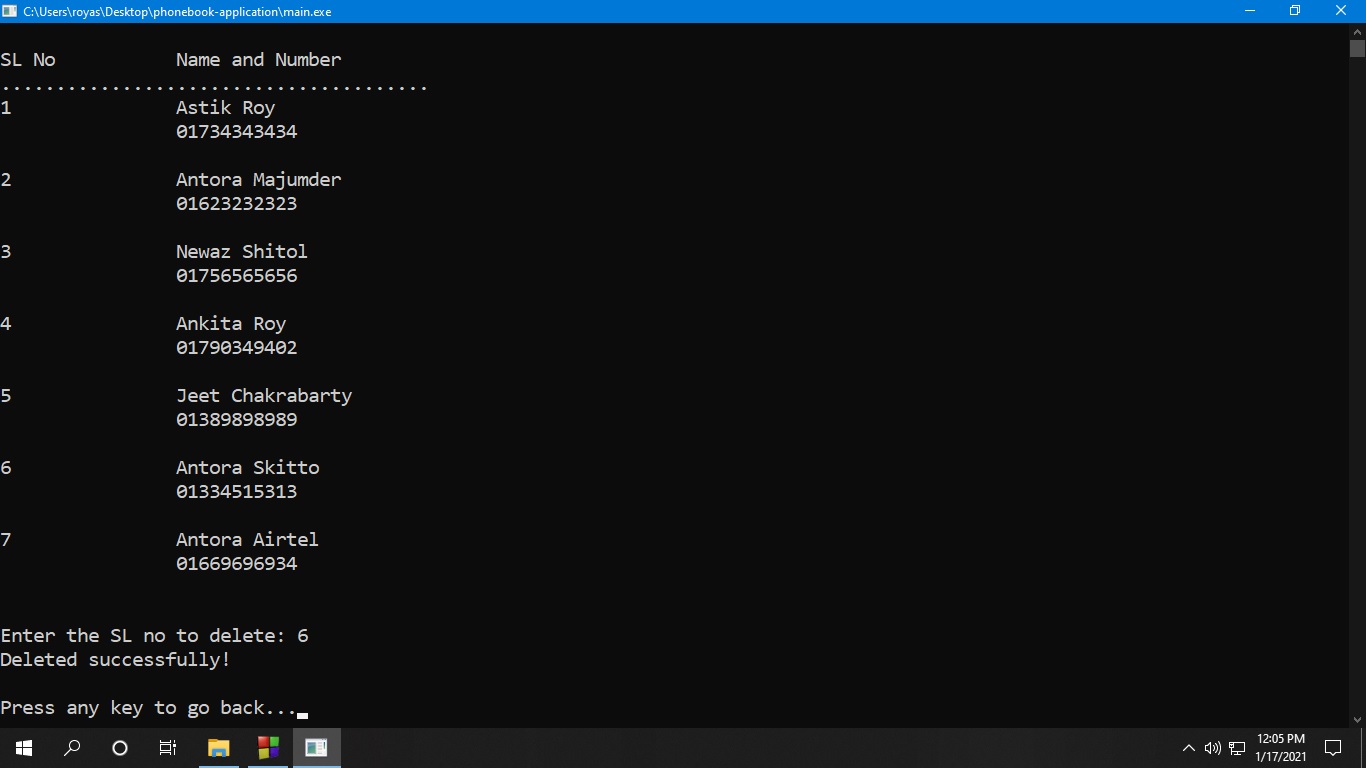 C:\Users\royas\Desktop\phonebook-application\main.exe
SL No Name and Number
.......................................
1 Astik Roy
01734343434
2 Antora Majumder
01623232323
3 Newaz Shitol
01756565656
4 Ankita Roy
01790349402
5 Jeet Chakrabarty
01389898989
6 Antora Skitto
01334515313
7 Antora Airtel
01669696934
Enter the SL no to delete: 6
Deleted successfully!
Press any key to go back...
12:05 PM
1/17/2021